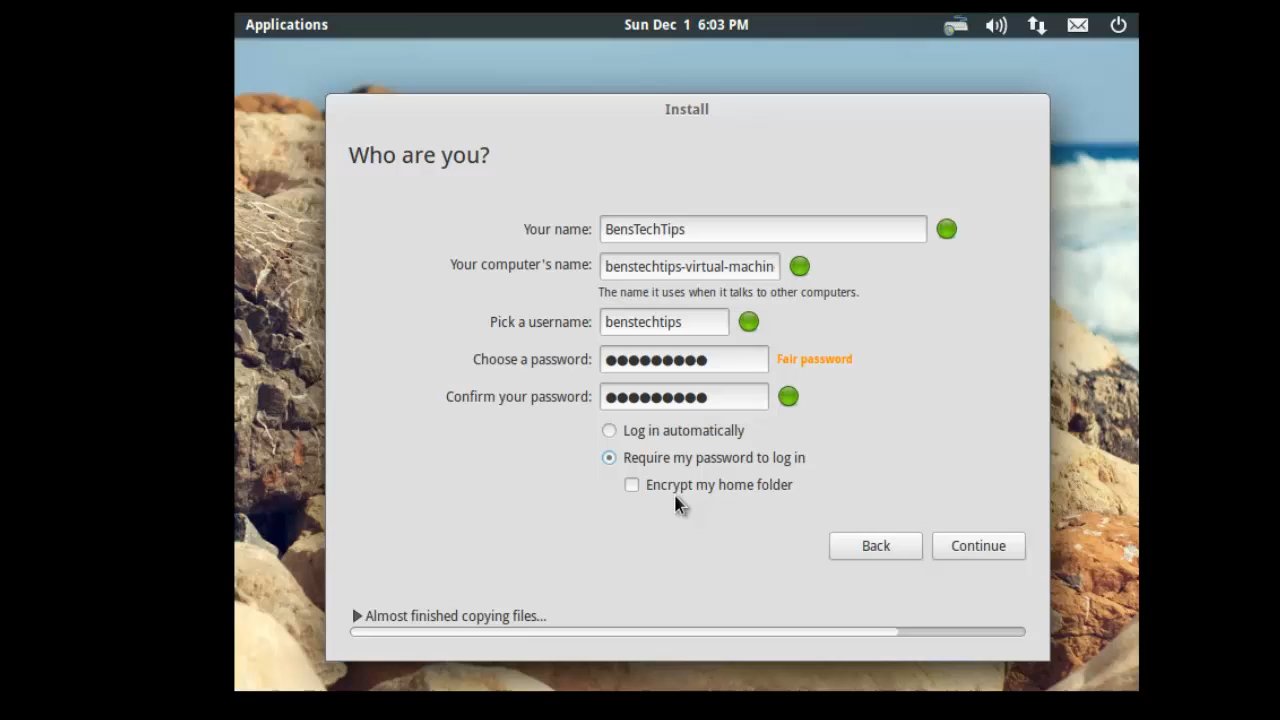 Applications Sun Dec 1 6:03 PM
Install
Who are you?
Your name: BensTechTips
Your computer's name: benstechtips-virtual-machin
The name it uses when it talks to other computers.
Pick a username: benstechtips
Choose a password: ●●●●●●●●● Fair password
Confirm your password: ●●●●●●●●●
Log in automatically
Require my password to log in
Encrypt my home folder
Back Continue
Almost finished copying files...